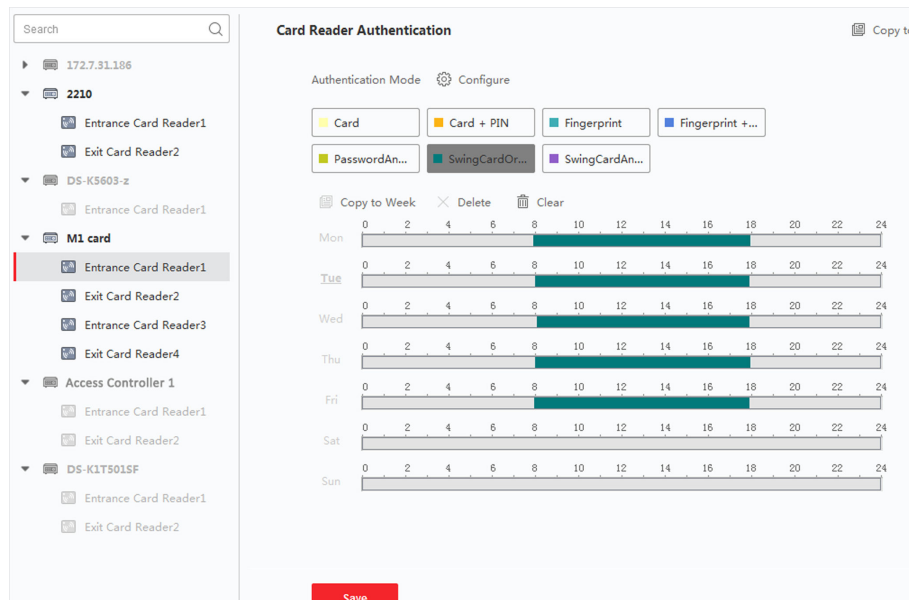 Search
172.7.31.186
2210
Entrance Card Reader1
Exit Card Reader2
DS-K5603-z
Entrance Card Reader1
M1 card
Entrance Card Reader1
Exit Card Reader2
Entrance Card Reader3
Exit Card Reader4
Access Controller 1
Entrance Card Reader1
Exit Card Reader2
DS-K1T501SF
Entrance Card Reader1
Exit Card Reader2
Card Reader Authentication
Copy to
Authentication Mode Configure
Card Card + PIN Fingerprint Fingerprint +...
PasswordAn... SwingCardOr... SwingCardAn...
Copy to Week Delete Clear
0 2 4 6 8 10 12 14 16 18 20 22 24
Mon
0 2 4 6 8 10 12 14 16 18 20 22 24
Tue
0 2 4 6 8 10 12 14 16 18 20 22 24
Wed
0 2 4 6 8 10 12 14 16 18 20 22 24
Thu
0 2 4 6 8 10 12 14 16 18 20 22 24
Fri
0 2 4 6 8 10 12 14 16 18 20 22 24
Sat
0 2 4 6 8 10 12 14 16 18 20 22 24
Sun
Save